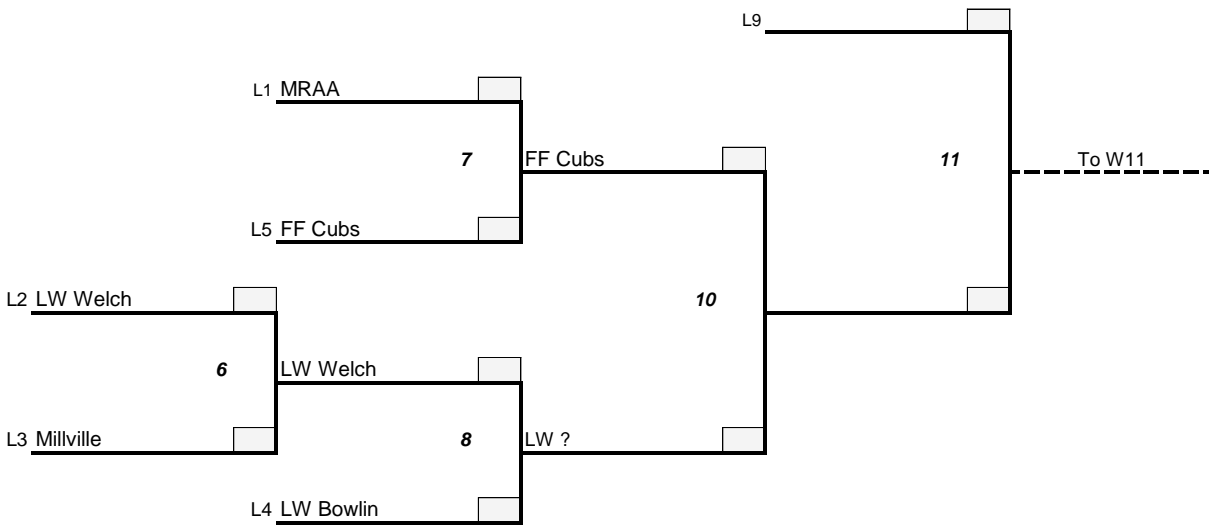 L9
L1 MRAA
7 FF Cubs 11 To W11
L5 FF Cubs
L2 LW Welch 10
6 LW Welch
L3 Millville 8 LW ?
L4 LW Bowlin